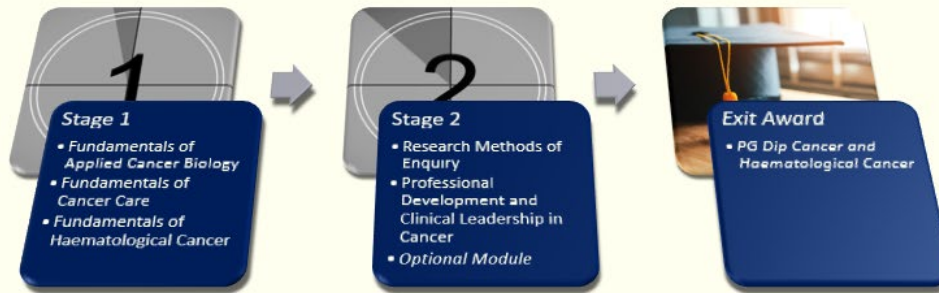 1
Stage 1
• Fundamentals of
Applied Cancer Biology
• Fundamentals of
Cancer Care
• Fundamentals of
Haematological Cancer
2
Stage 2
• Research Methods of
Enquiry
• Professional
Development and
Clinical Leadership in
Cancer
• Optional Module
Exit Award
• PG Dip Cancer and
Haematological Cancer